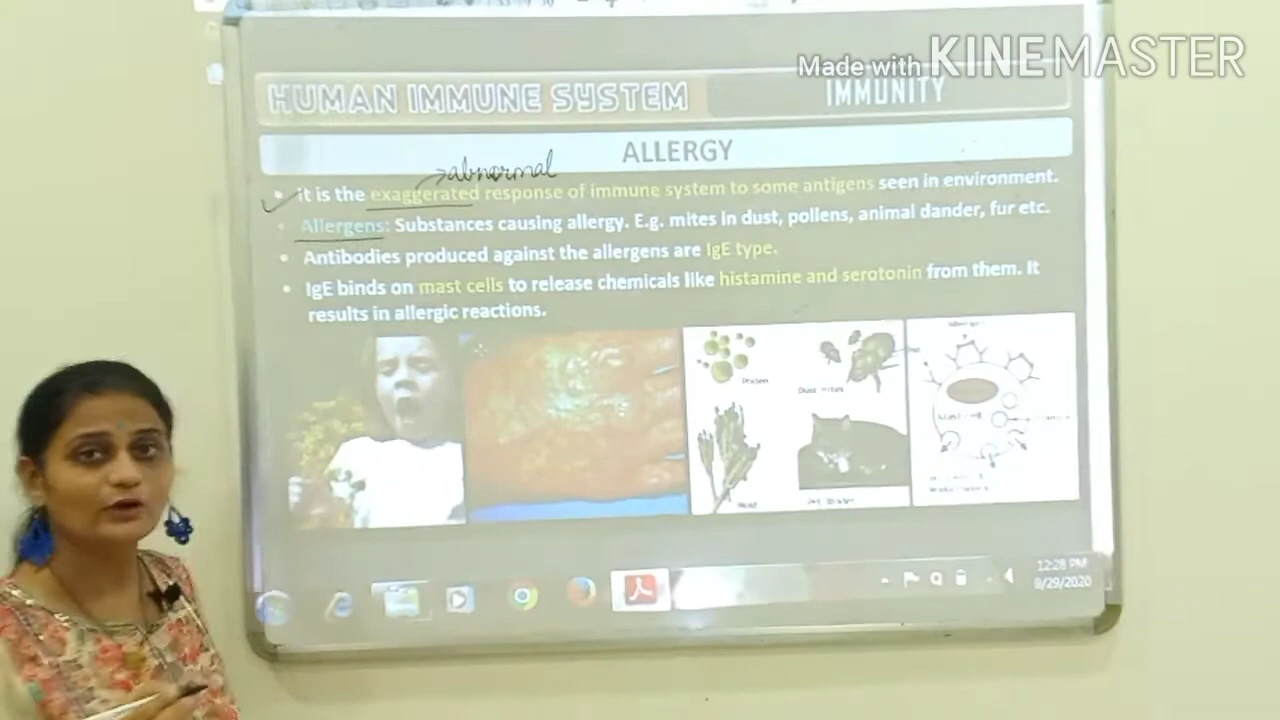 Made with KINEMASTER
HUMAN IMMUNE SYSTEM IMMUNITY
ALLERGY
abnormal
it is the exaggerated response of immune system to some antigens seen in environment.
Allergens: Substances causing allergy. E.g. mites in dust, pollens, animal dander, fur etc.
Antibodies produced against the allergens are IgE type.
IgE binds on mast cells to release chemicals like histamine and serotonin from them. It
results in allergic reactions.
Pollen
Dust mites
12:28 PM
9/29/2020